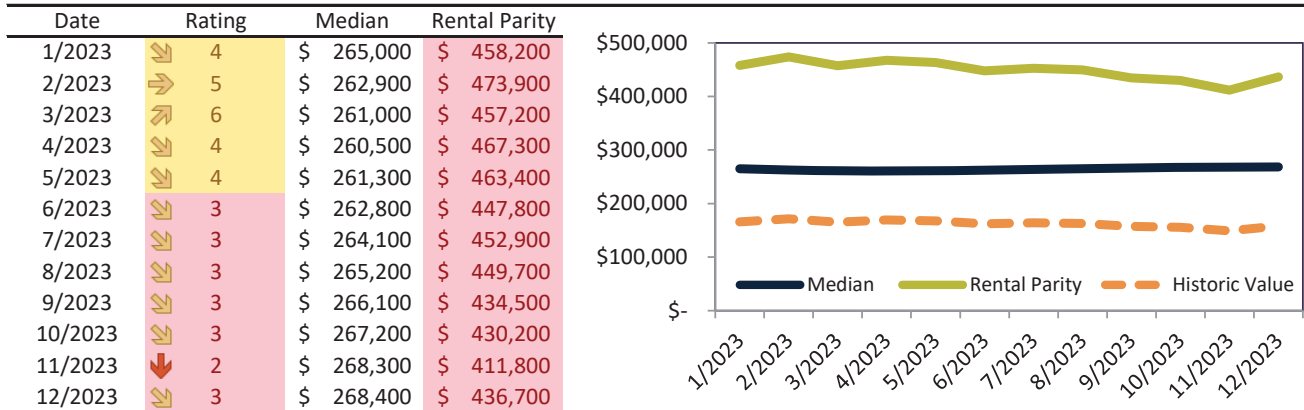 Date Rating Median Rental Parity
1/2023 4 $ 265,000 $ 458,200
2/2023 5 $ 262,900 $ 473,900
3/2023 6 $ 261,000 $ 457,200
4/2023 4 $ 260,500 $ 467,300
5/2023 4 $ 261,300 $ 463,400
6/2023 3 $ 262,800 $ 447,800
7/2023 3 $ 264,100 $ 452,900
8/2023 3 $ 265,200 $ 449,700
9/2023 3 $ 266,100 $ 434,500
10/2023 3 $ 267,200 $ 430,200
11/2023 2 $ 268,300 $ 411,800
12/2023 3 $ 268,400 $ 436,700
$500,000
$400,000
$300,000
$200,000
$100,000
$-
Median Rental Parity Historic Value
1/2023 2/2023 3/2023 4/2023 5/2023 6/2023 7/2023 8/2023 9/2023 10/2023 11/2023 12/2023